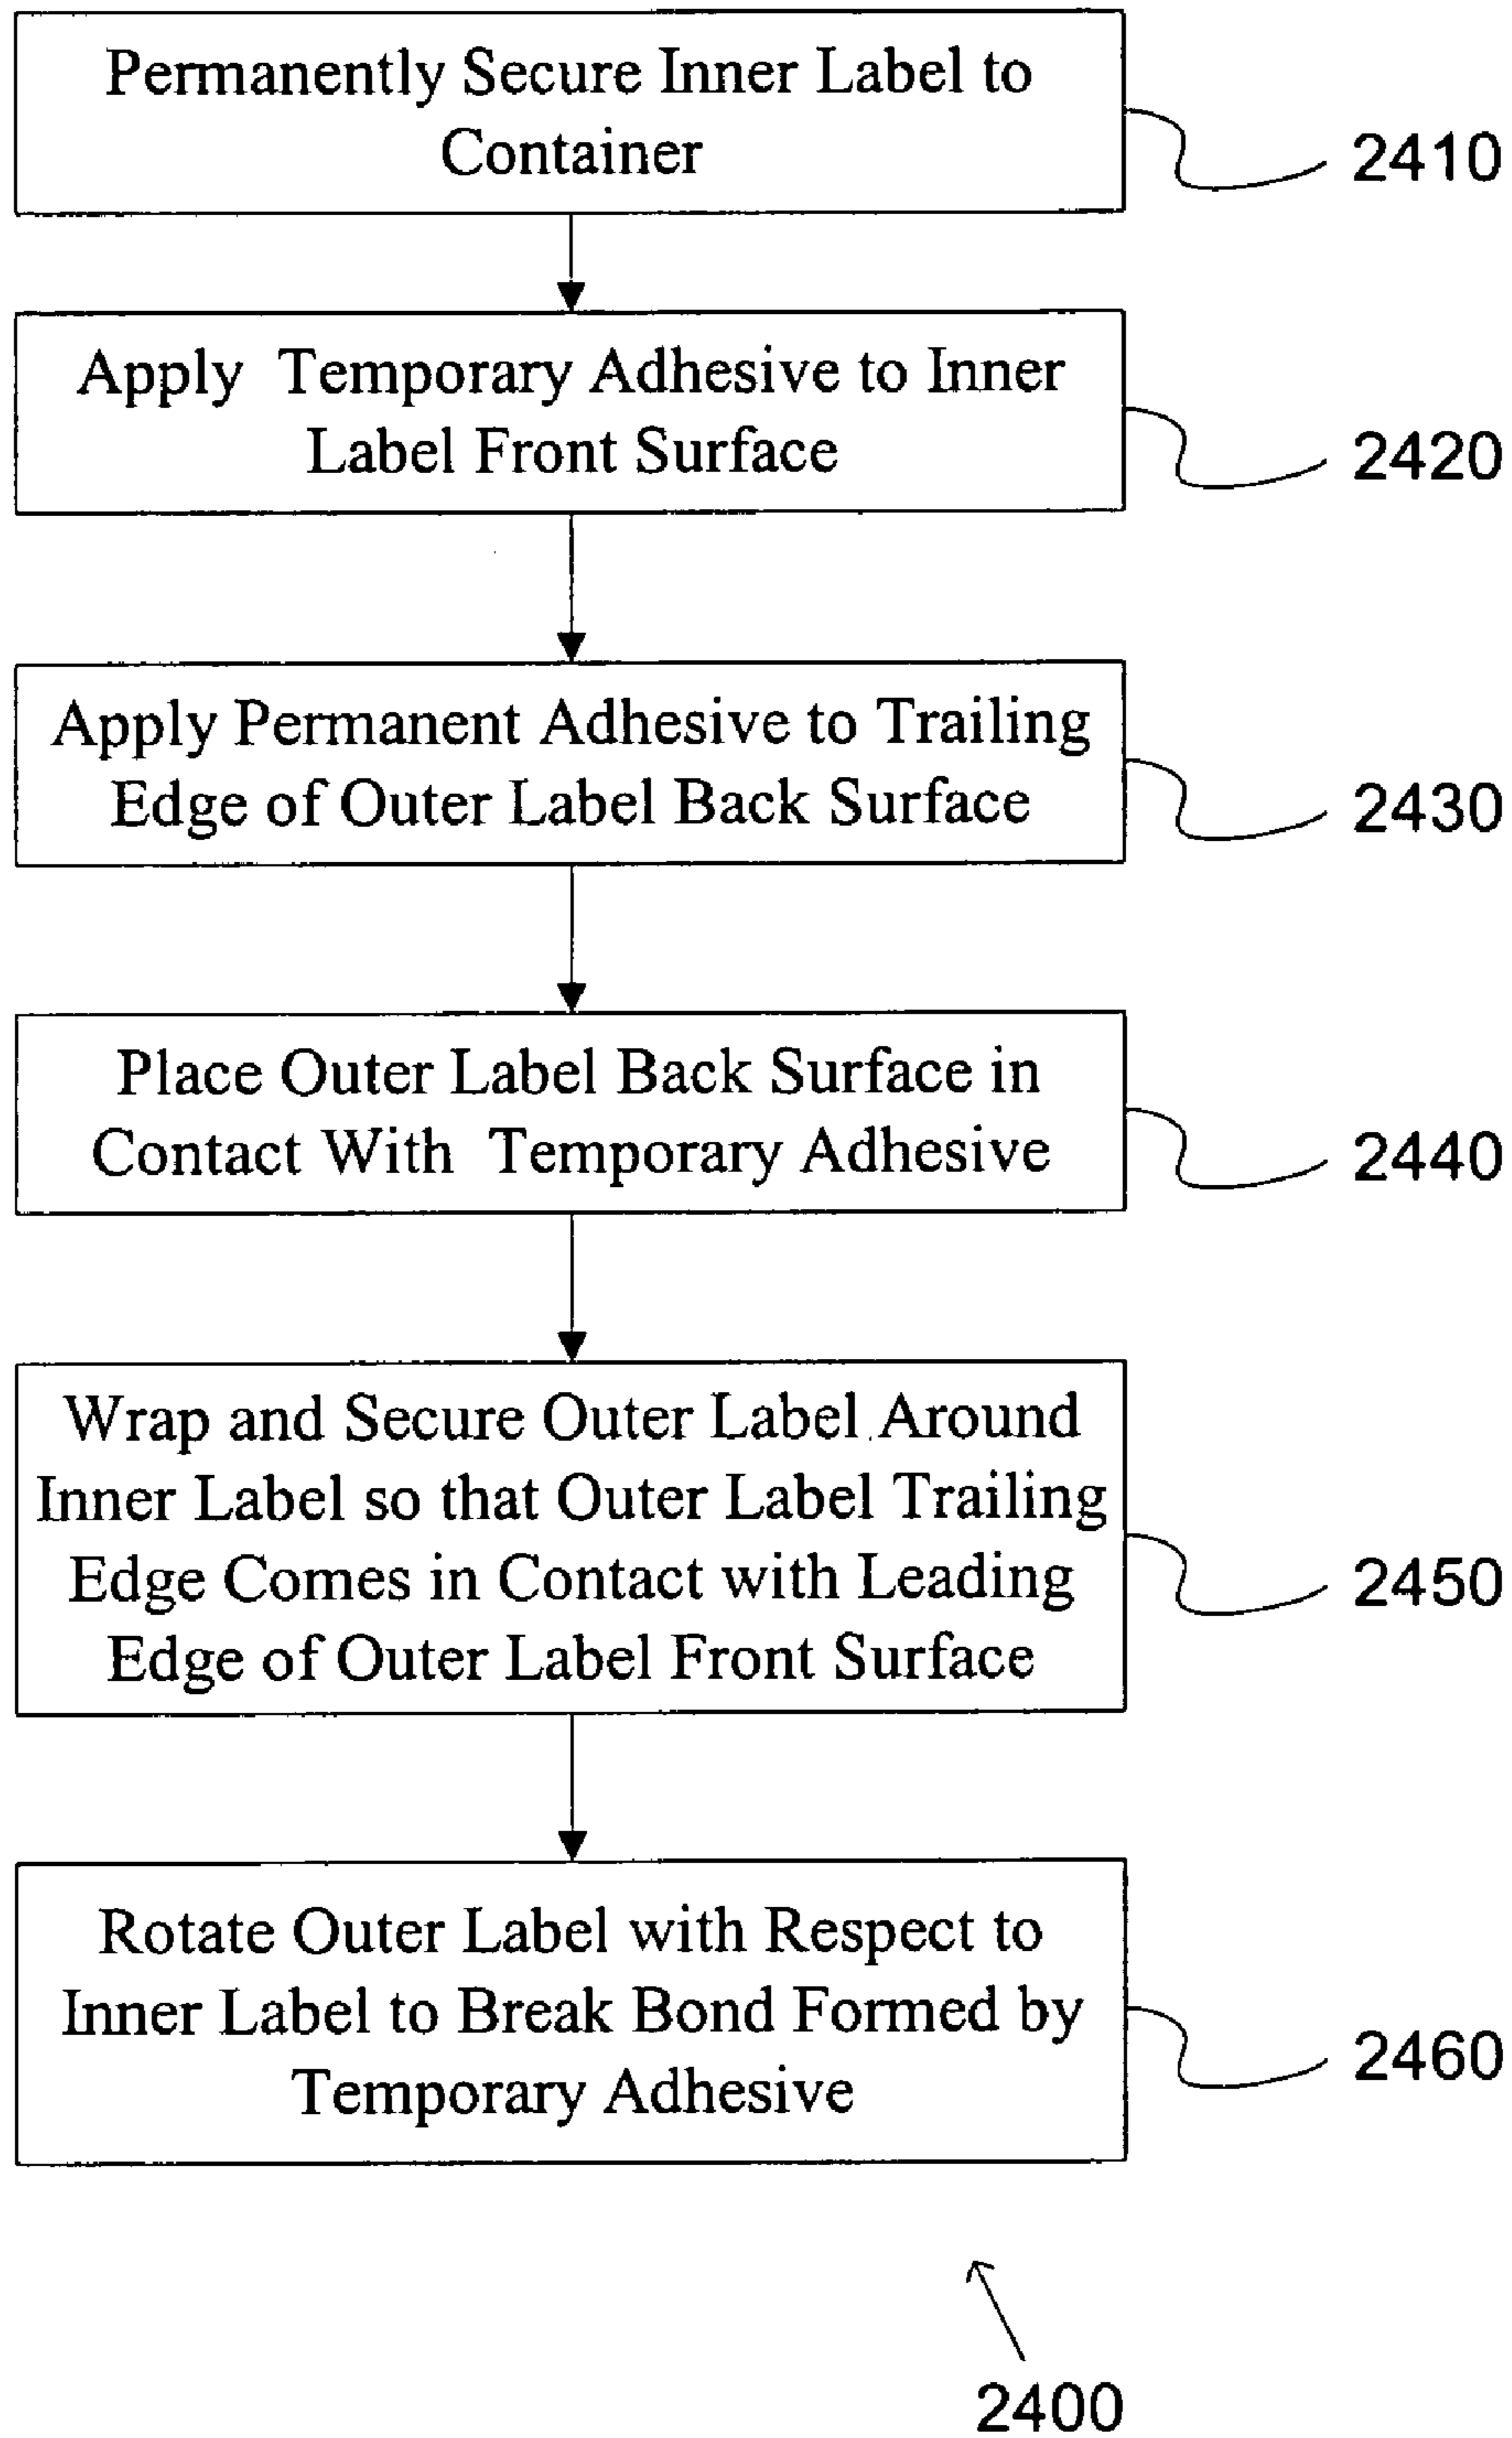 Permanently Secure Inner Label to
Container
2410
Apply Temporary Adhesive to Inner
Label Front Surface
2420
Apply Permanent Adhesive to Trailing
Edge of Outer Label Back Surface
2430
Place Outer Label Back Surface in
Contact With Temporary Adhesive
2440
Wrap and Secure Outer Label Around
Inner Label so that Outer Label Trailing
Edge Comes in Contact with Leading
Edge of Outer Label Front Surface
2450
Rotate Outer Label with Respect to
Inner Label to Break Bond Formed by
Temporary Adhesive
2460
2400